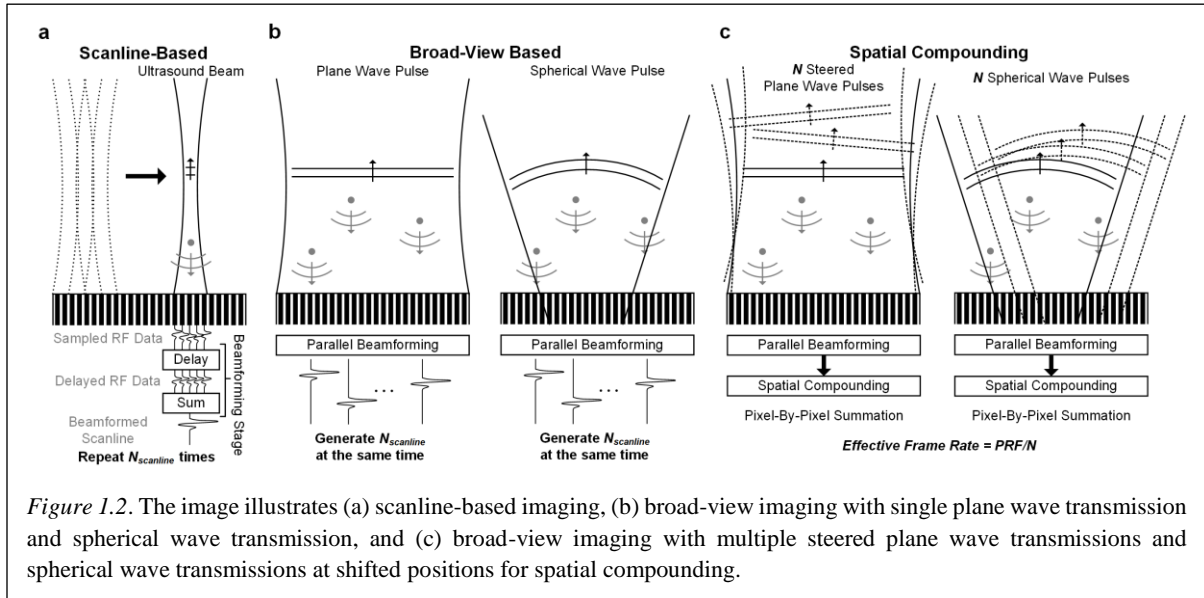 a
Scanline-Based
Ultrasound Beam
Sampled RF Data
Delay
Delayed RF Data
Sum
Beamformed
Scanline
Beamforming Stage
Repeat Nscanline times
b
Broad-View Based
Plane Wave Pulse
Spherical Wave Pulse
Parallel Beamforming
Parallel Beamforming
...
...
Generate Nscanline
at the same time
Generate Nscanline
at the same time
c
Spatial Compounding
N Steered
Plane Wave Pulses
N Spherical Wave Pulses
Parallel Beamforming
Parallel Beamforming
Spatial Compounding
Spatial Compounding
Pixel-By-Pixel Summation
Pixel-By-Pixel Summation
Effective Frame Rate = PRF/N
Figure 1.2. The image illustrates (a) scanline-based imaging, (b) broad-view imaging with single plane wave transmission
and spherical wave transmission, and (c) broad-view imaging with multiple steered plane wave transmissions and
spherical wave transmissions at shifted positions for spatial compounding.